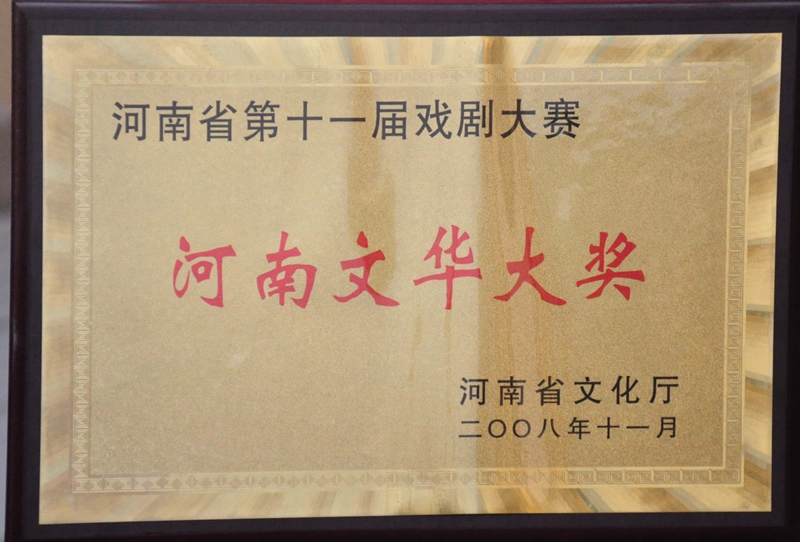 河南省第十一届戏剧大赛
河南文华大奖
河南省文化厅
二〇〇八年十一月